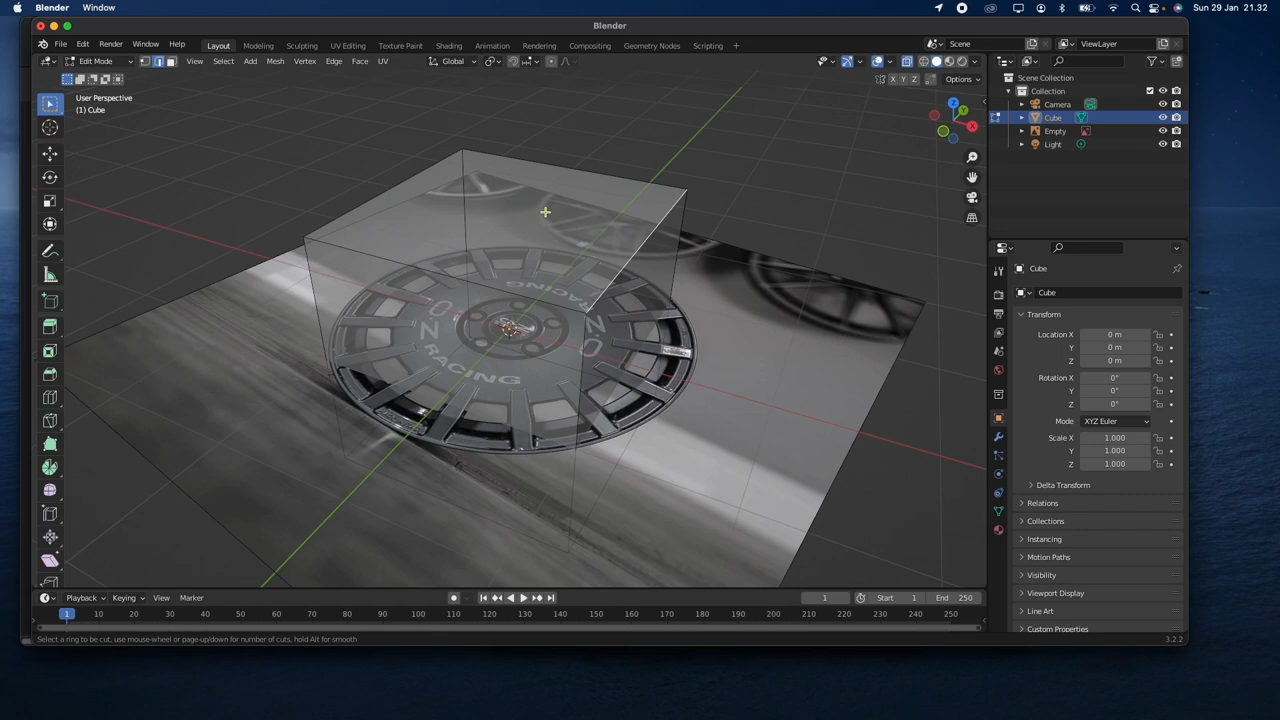 Blender Window Sun 29 Jan 21.32
Blender
File Edit Render Window Help Layout Modeling Sculpting UV Editing Texture Paint Shading Animation Rendering Compositing Geometry Nodes Scripting + Scene ViewLayer
Edit Mode View Select Add Mesh Vertex Edge Face UV Global
X Y Z Options
User Perspective
(1) Cube
Z
Y
X
RACING
RACING
Scene Collection
Collection
Camera
Cube
Empty
Light
Cube
Cube
Transform
Location X 0 m
Y 0 m
Z 0 m
Rotation X 0°
Y 0°
Z 0°
Mode XYZ Euler
Scale X 1.000
Y 1.000
Z 1.000
Delta Transform
Relations
Collections
Instancing
Motion Paths
Visibility
Viewport Display
Line Art
Custom Properties
Playback Keying View Marker 1 Start 1 End 250
1 10 20 30 40 50 60 70 80 90 100 110 120 130 140 150 160 170 180 190 200 210 220 230 240 250
Select a ring to be cut, use mouse-wheel or page-up/down for number of cuts, hold Alt for smooth 3.2.2